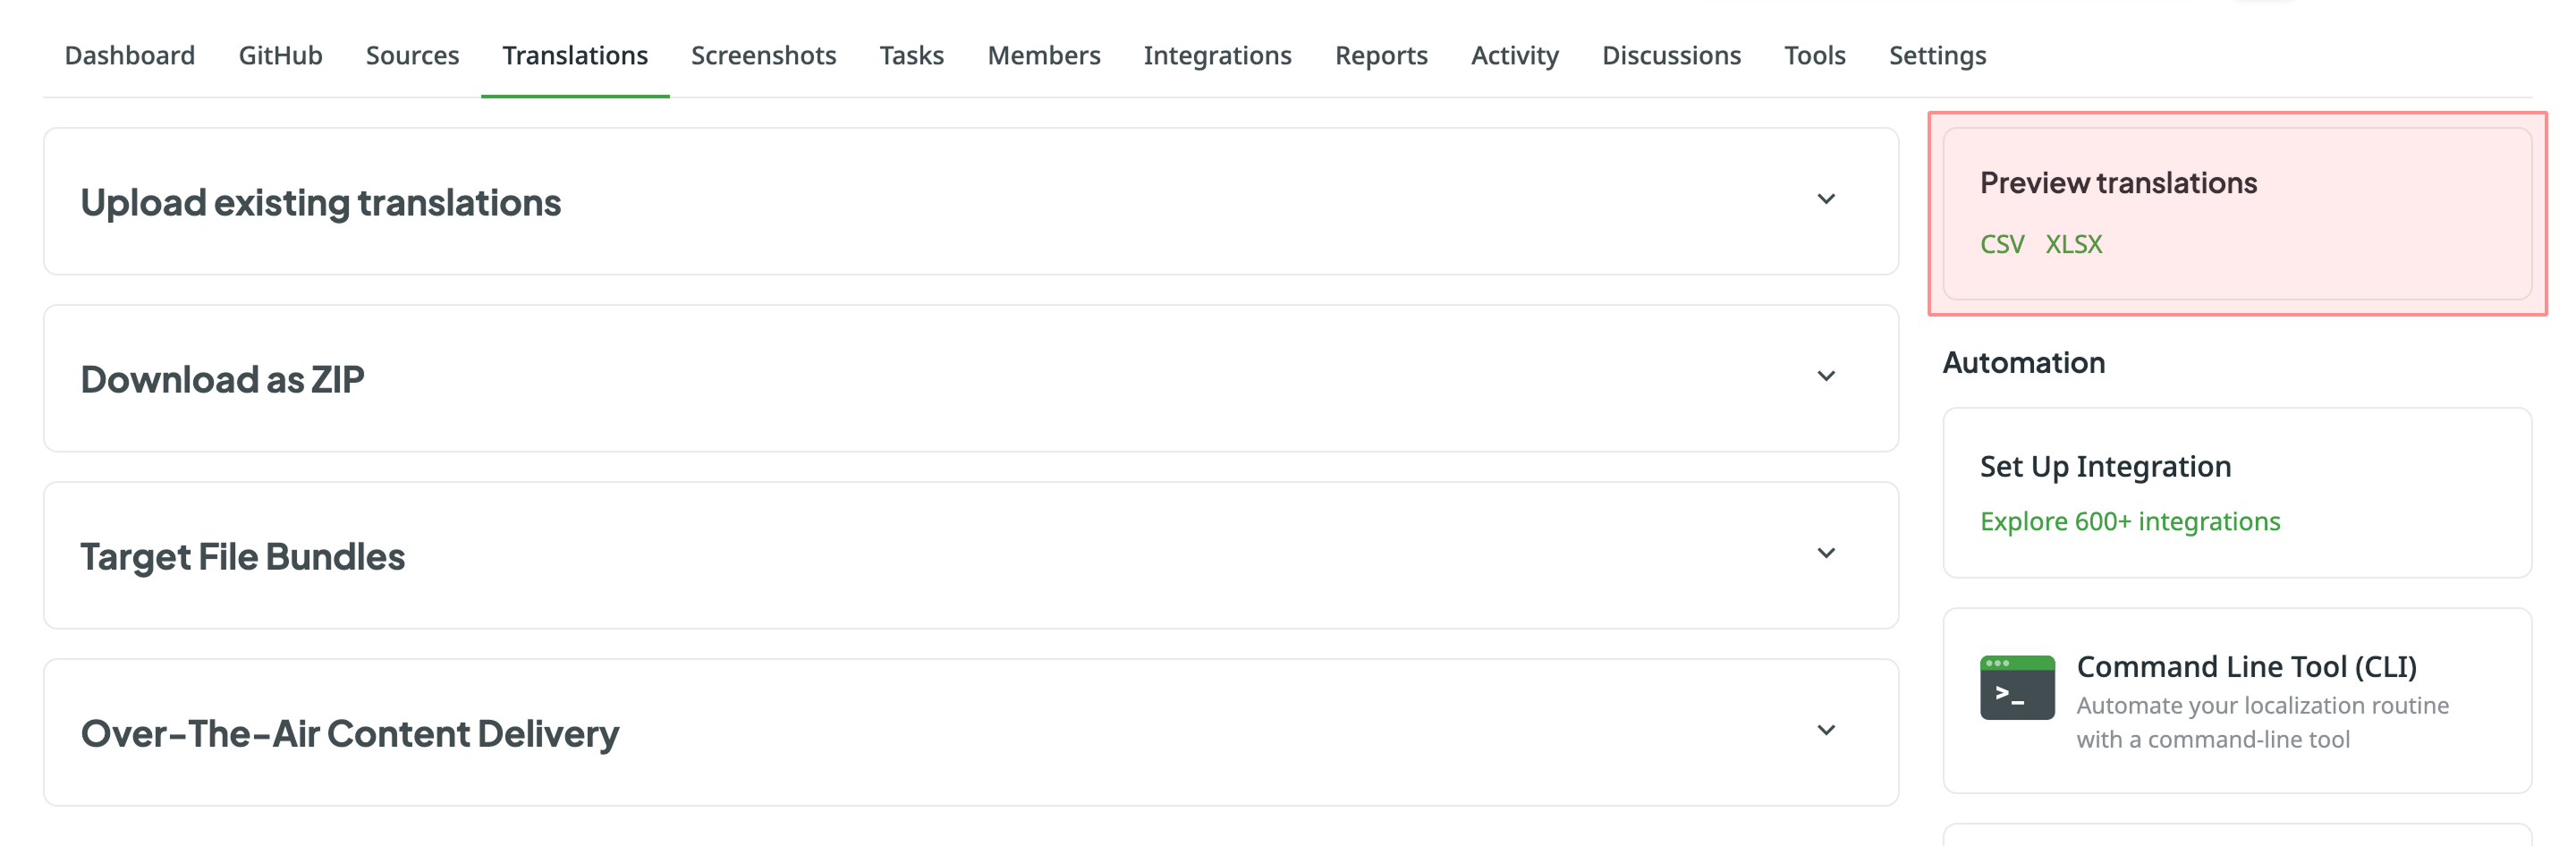 Dashboard GitHub Sources Translations Screenshots Tasks Members Integrations Reports Activity Discussions Tools Settings
Upload existing translations
Download as ZIP
Target File Bundles
Over-The-Air Content Delivery
Preview translations
CSV XLSX
Automation
Set Up Integration
Explore 600+ integrations
>_
Command Line Tool (CLI)
Automate your localization routine
with a command-line tool